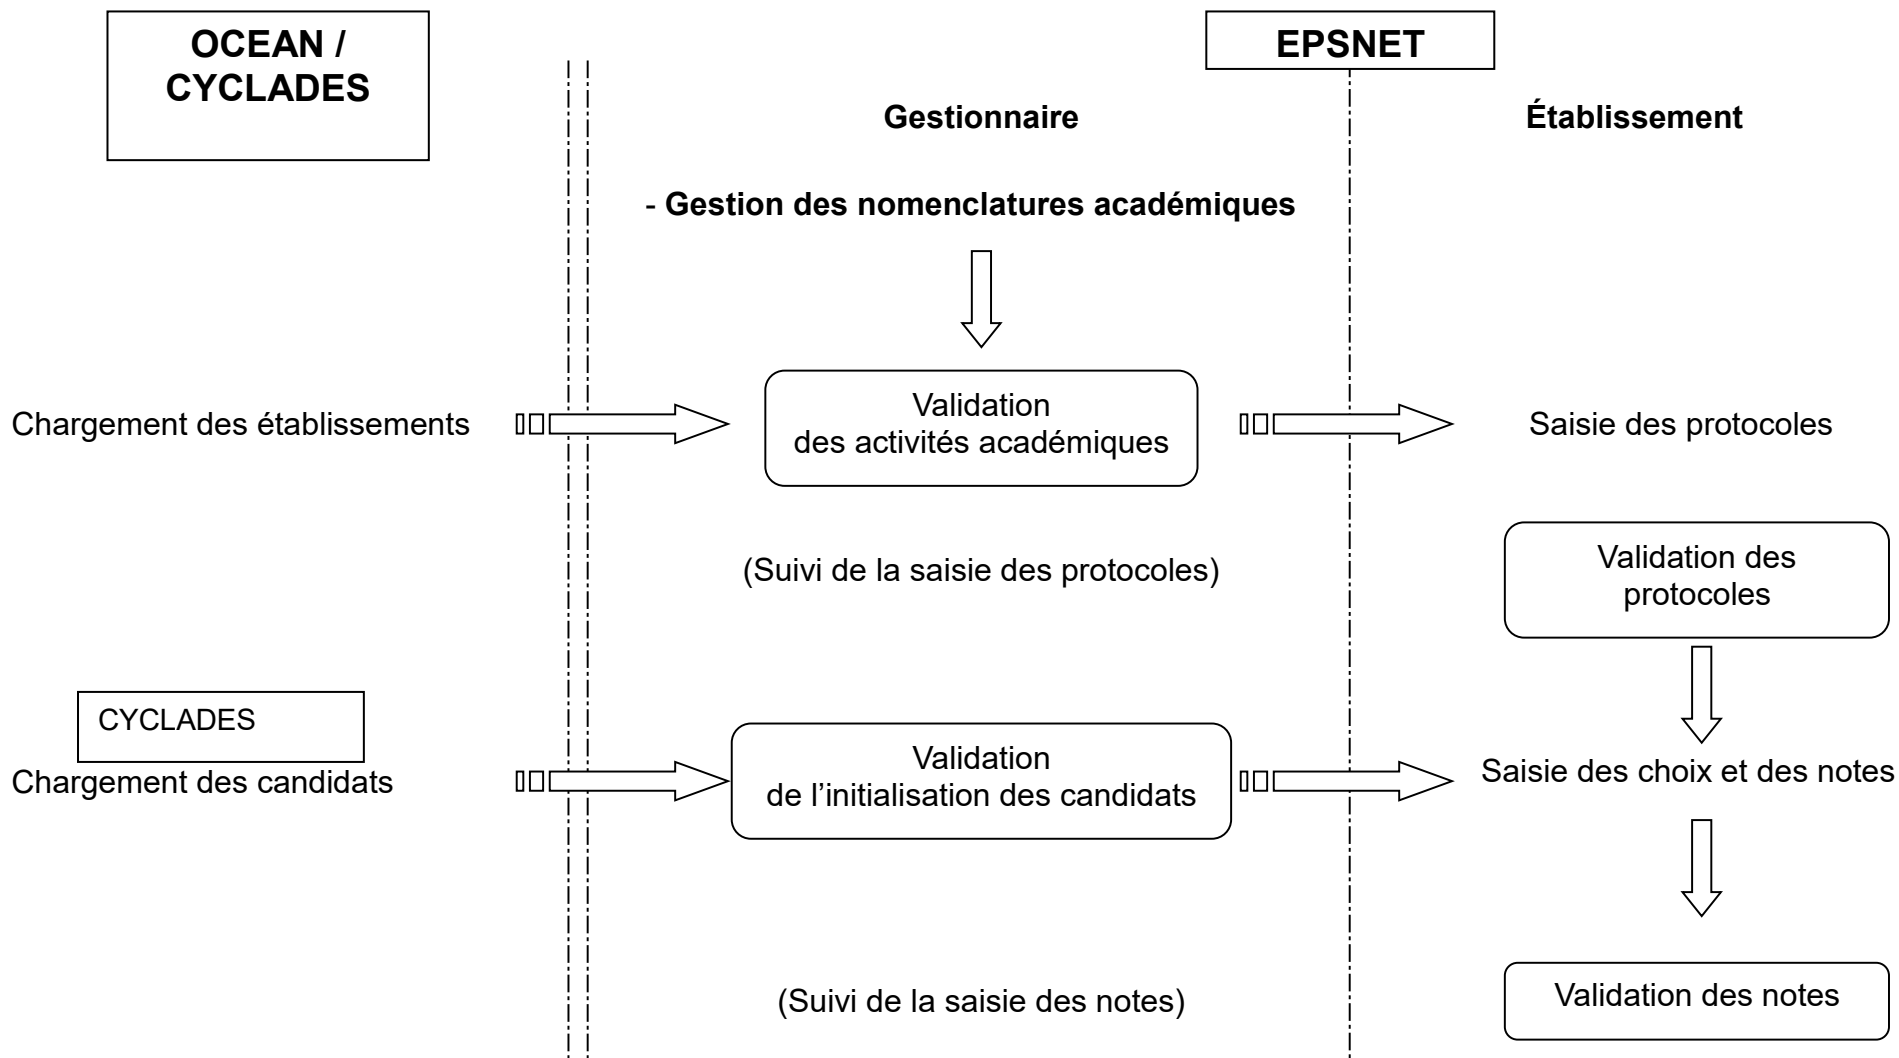 OCEAN /
CYCLADES
EPSNET
Gestionnaire
Établissement
- Gestion des nomenclatures académiques
Chargement des établissements
Validation
des activités académiques
Saisie des protocoles
(Suivi de la saisie des protocoles)
Validation des
protocoles
CYCLADES
Chargement des candidats
Validation
de l’initialisation des candidats
Saisie des choix et des notes
(Suivi de la saisie des notes)
Validation des notes